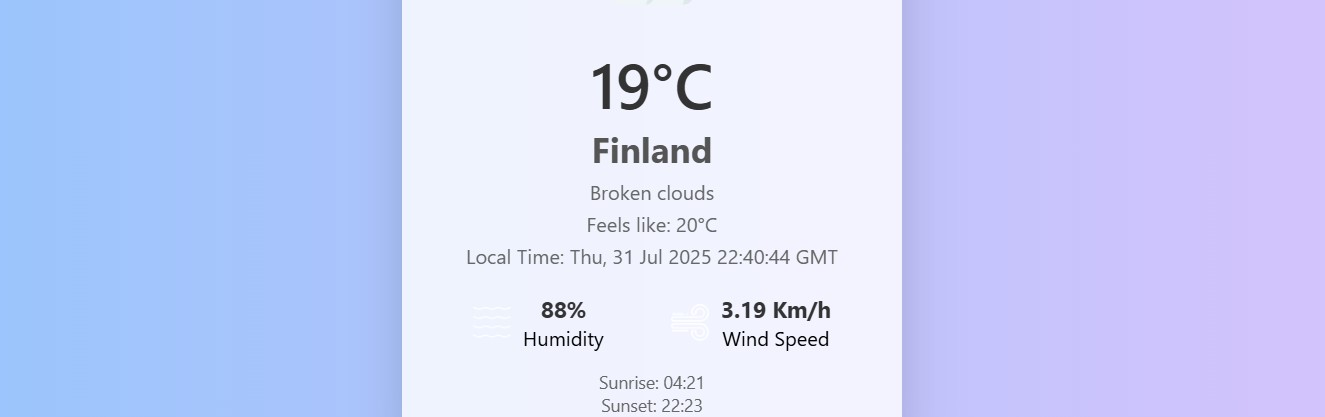 19°C
Finland
Broken clouds
Feels like: 20°C
Local Time: Thu, 31 Jul 2025 22:40:44 GMT
88%
Humidity
3.19 Km/h
Wind Speed
Sunrise: 04:21
Sunset: 22:23